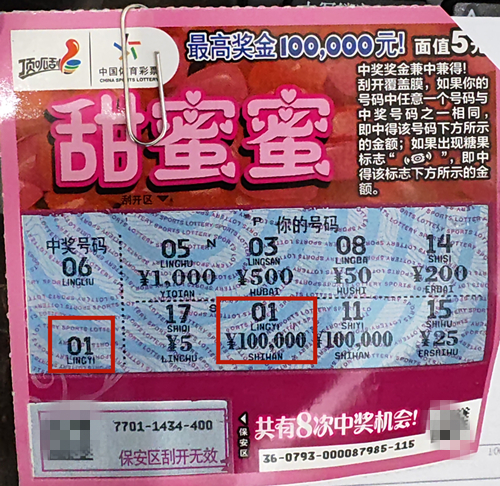 顶呱刮
中国体育彩票
CHINA SPORTS LOTTERY
最高奖金100,000元!
面值5元
甜蜜蜜
中奖奖金兼中兼得!
刮开覆盖膜，如果你的
号码中任意一个号码与
中奖号码之一相同，
即中得该号码下方所示
的金额；如果出现糖果
标志“ ”，即中
得该标志下方所示的金
额。
刮开区
中奖号码
你的号码
06
LINGLIU
01
LINGYI
05
LINGWU
¥1,000
YIQIAN
03
LINGSAN
¥500
WUBAI
08
LINGBA
¥50
WUSHI
14
SHISI
¥200
ERBAI
17
SHIQI
¥5
LINGWU
01
LINGYI
¥100,000
SHIWAN
11
SHIYI
¥100,000
SHIWAN
15
SHIWU
¥25
ERSHIWU
7701-1434-400
保安区刮开无效
保安区
共有8次中奖机会!
36-0793-000087985-115